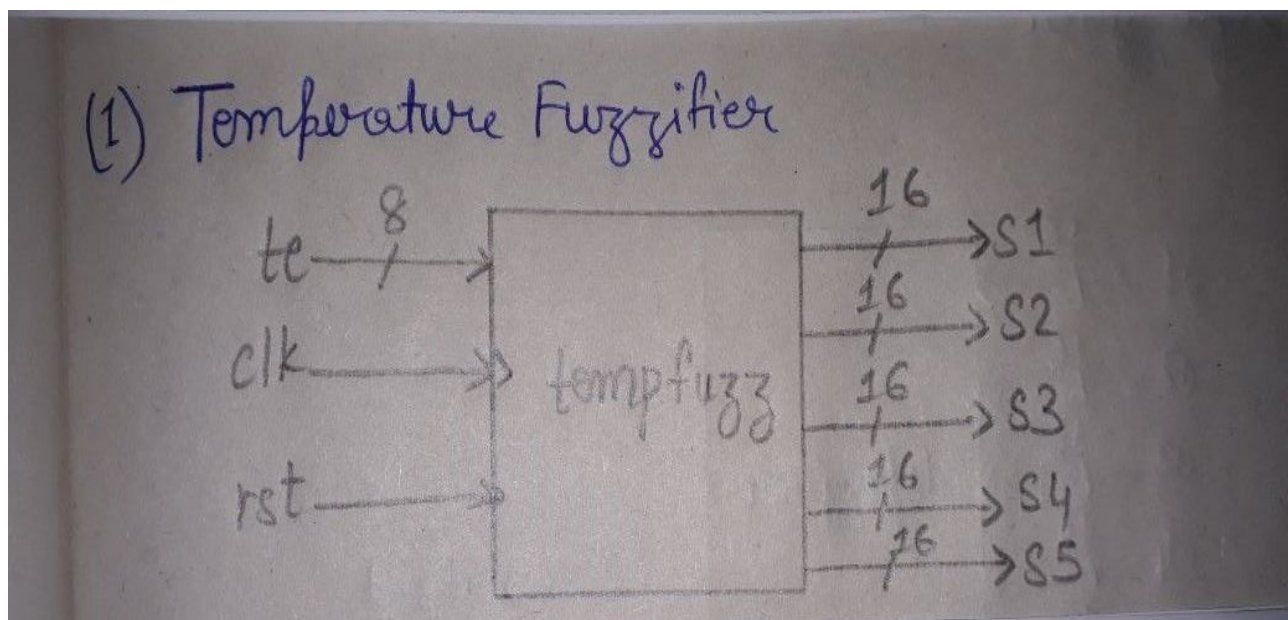 (1) Temperature Fuzzifier
te 8
clk
rst
tempfuzz
16 S1
16 S2
16 S3
16 S4
16 S5